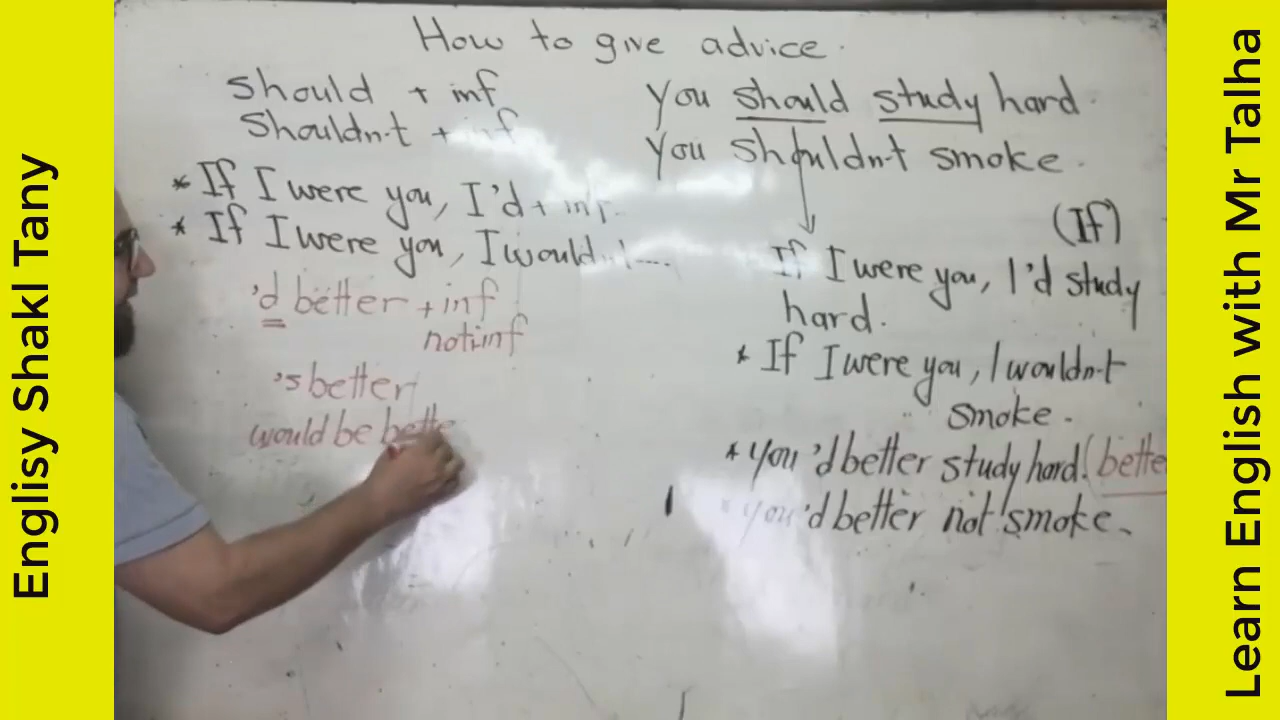 Englisy Shakl Tany
How to give advice.
should + inf
Shouldn't + inf
* If I were you, I'd + inf.
* If I were you, I would
'd better + inf
not inf
's better
would be bette
You should study hard.
You shouldn't smoke.
(If)
If I were you, I'd study
hard.
* If I were you, I wouldn't
smoke.
* You'd better study hard. (bette
* you'd better not smoke.
Learn English with Mr Talha